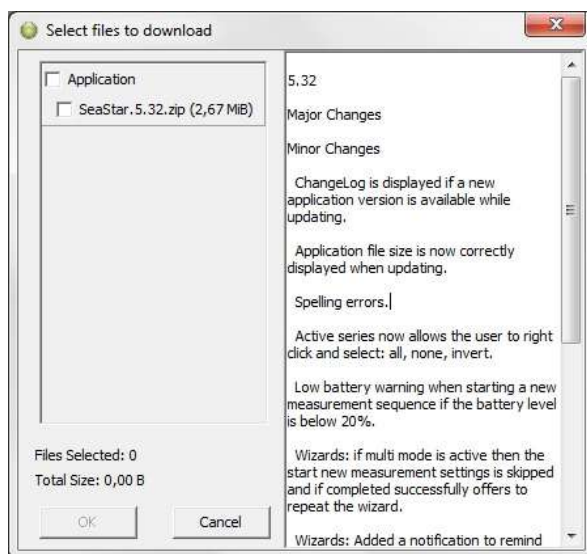 Select files to download
Application
SeaStar.5.32.zip (2,67 MiB)
Files Selected: 0
Total Size: 0,00 B
OK
Cancel
5.32
Major Changes
Minor Changes
ChangeLog is displayed if a new
application version is available while
updating.
Application file size is now correctly
displayed when updating.
Spelling errors.
Active series now allows the user to right
click and select: all, none, invert.
Low battery warning when starting a new
measurement sequence if the battery level
is below 20%.
Wizards: if multi mode is active then the
start new measurement settings is skipped
and if completed successfully offers to
repeat the wizard.
Wizards: Added a notification to remind